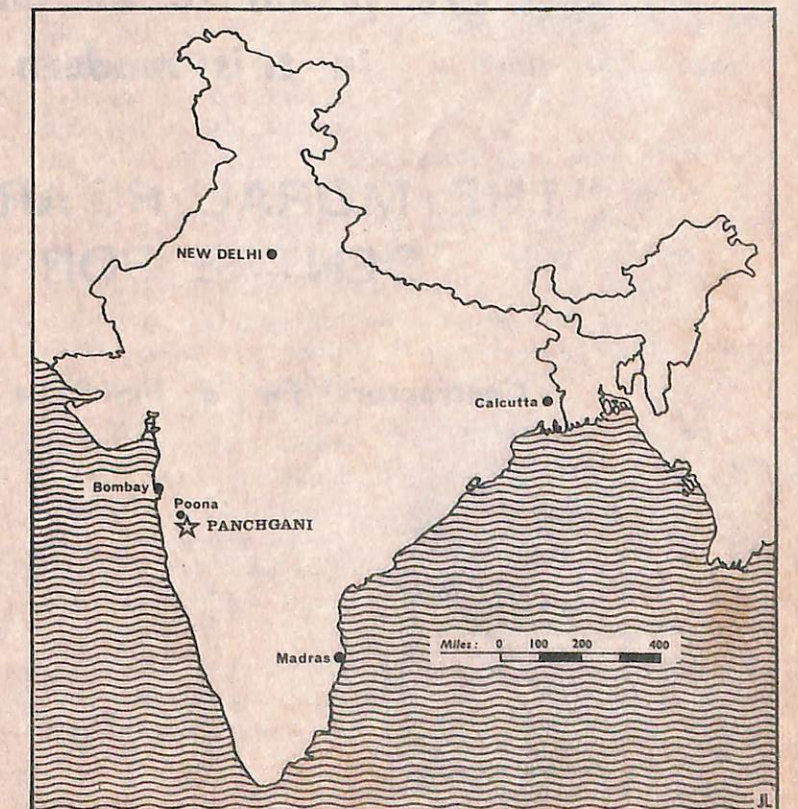 NEW DELHI
Calcutta
Bombay
Poona
PANCHGANI
Madras
Miles: 0 100 200 400
JL